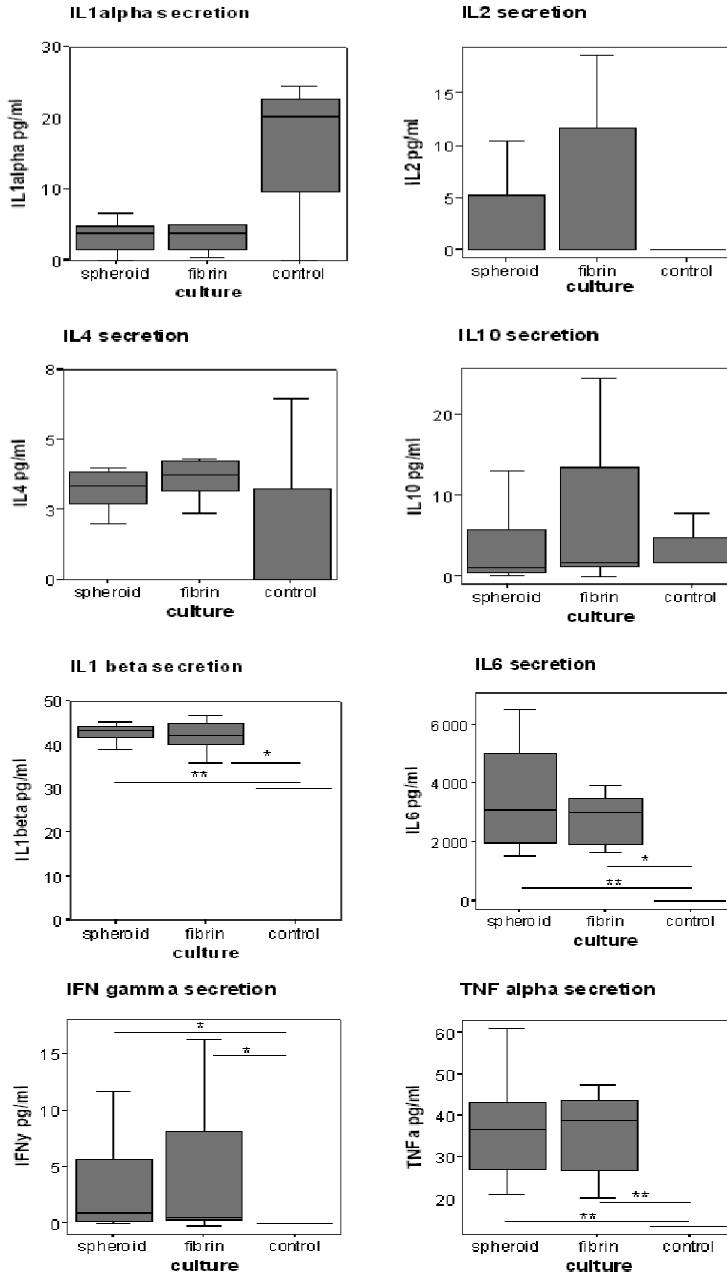 IL1alpha secretion
IL1alpha pg/ml
30
20
10
0
spheroid fibrin control
culture
IL2 secretion
IL2 pg/ml
15
10
5
0
spheroid fibrin control
culture
IL4 secretion
IL4 pg/ml
8
5
3
0
spheroid fibrin control
culture
IL10 secretion
IL10 pg/ml
20
10
0
spheroid fibrin control
culture
IL1 beta secretion
IL1beta pg/ml
50
40
30
40
10
0
*
**
spheroid fibrin control
culture
IL6 secretion
IL6 pg/ml
6 000
4 000
2 000
0
*
**
spheroid fibrin control
culture
IFN gamma secretion
IFNy pg/ml
15
10
5
0
*
*
spheroid fibrin control
culture
TNF alpha secretion
TNFa pg/ml
60
50
40
30
20
**
**
spheroid fibrin control
culture